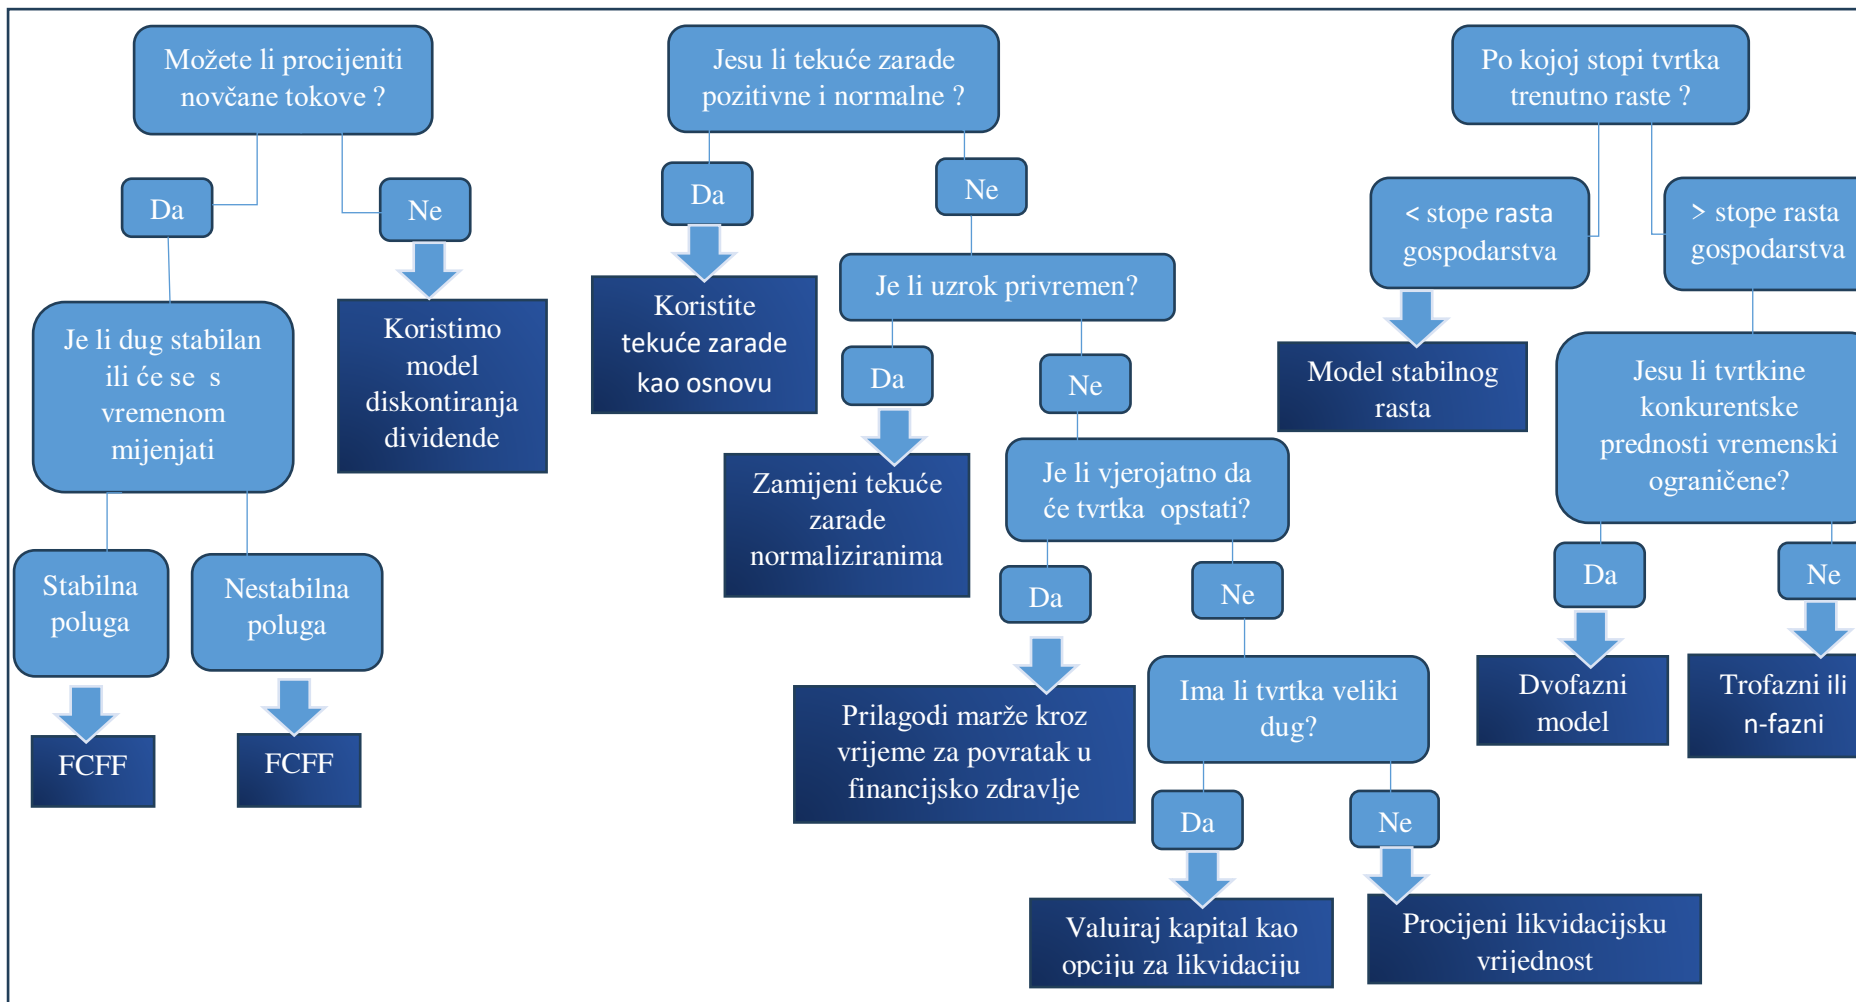 Možete li procijeniti
novčane tokove ?
Da
Ne
Je li dug stabilan
ili će se  s
vremenom
mijenjati
Koristimo
model
diskontiranja
dividende
Stabilna
poluga
Nestabilna
poluga
FCFF
FCFF
Jesu li tekuće zarade
pozitivne i normalne ?
Da
Ne
Koristite
tekuće zarade
kao osnovu
Je li uzrok privremen?
Da
Ne
Zamijeni tekuće
zarade
normaliziranima
Je li vjerojatno da
će tvrtka  opstati?
Da
Ne
Prilagodi marže kroz
vrijeme za povratak u
financijsko zdravlje
Ima li tvrtka veliki
dug?
Da
Ne
Valuiraj kapital kao
opciju za likvidaciju
Procijeni likvidacijsku
vrijednost
Po kojoj stopi tvrtka
trenutno raste ?
< stope rasta
gospodarstva
> stope rasta
gospodarstva
Model stabilnog
rasta
Jesu li tvrtkine
konkurentske
prednosti vremenski
ograničene?
Da
Ne
Dvofazni
model
Trofazni ili
n-fazni